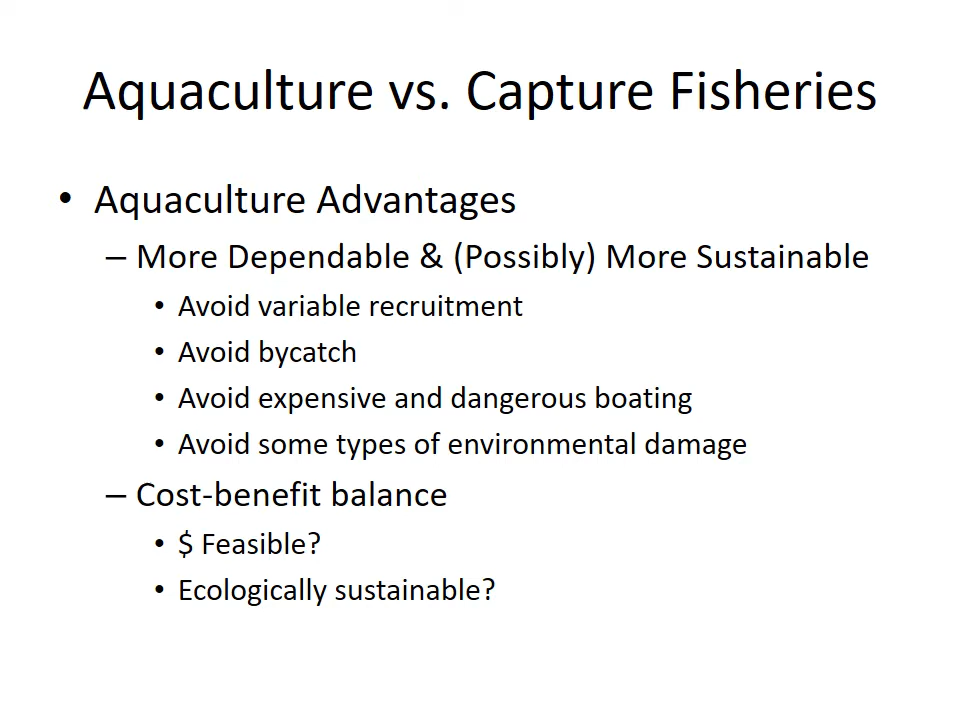 Aquaculture vs. Capture Fisheries
• Aquaculture Advantages
– More Dependable & (Possibly) More Sustainable
• Avoid variable recruitment
• Avoid bycatch
• Avoid expensive and dangerous boating
• Avoid some types of environmental damage
– Cost-benefit balance
• $ Feasible?
• Ecologically sustainable?